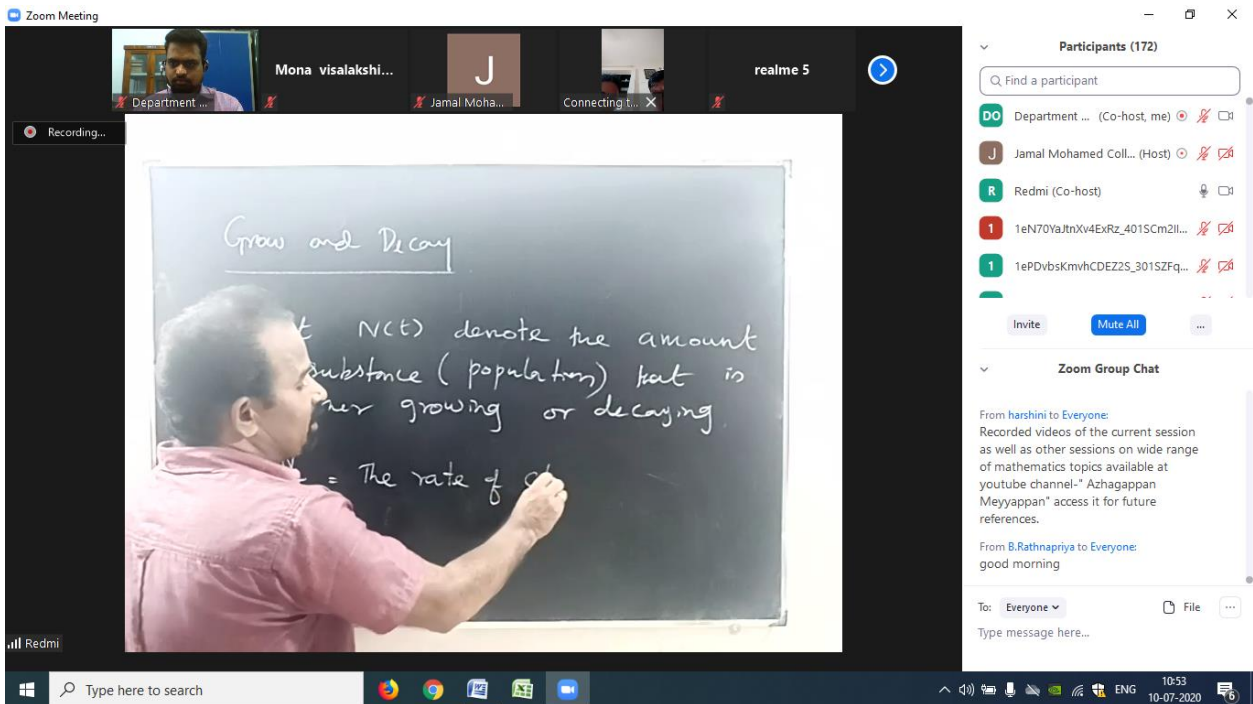 Zoom Meeting
Department ...
Mona visalakshi...
J
Jamal Moha...
Connecting t...
realme 5
Recording...
Grow and Decay
t N(t) denote the amount
substance (population) that is
growing or decaying.
= The rate of
Redmi
Participants (172)
Find a participant
DO Department ... (Co-host, me)
J Jamal Mohamed Coll... (Host)
R Redmi (Co-host)
1 1eN70YaJtnXv4ExRz_401SCm2II...
1 1ePDvbsKmvhCDEZ2S_301SZFq...
Invite Mute All ...
Zoom Group Chat
From harshini to Everyone:
Recorded videos of the current session
as well as other sessions on wide range
of mathematics topics available at
youtube channel-" Azhagappan
Meyyappan" access it for future
references.
From B.Rathnapriya to Everyone:
good morning
To: Everyone File ...
Type message here...
Type here to search
ENG
10:53
10-07-2020
6